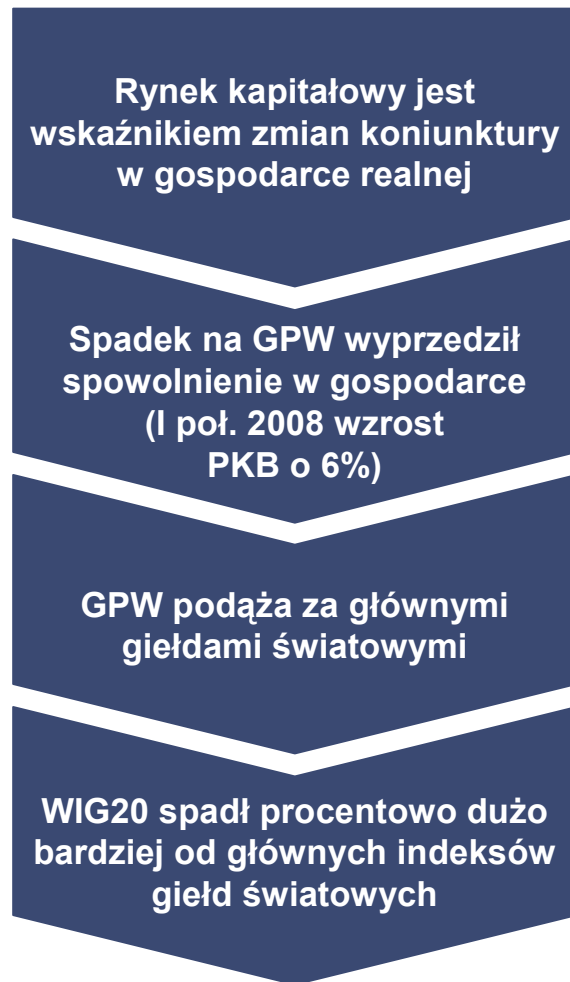 Rynek kapitałowy jest
wskaźnikiem zmian koniunktury
w gospodarce realnej
Spadek na GPW wyprzedził
spowolnienie w gospodarce
(I poł. 2008 wzrost
PKB o 6%)
GPW podąża za głównymi
giełdami światowymi
WIG20 spadł procentowo dużo
bardziej od głównych indeksów
giełd światowych